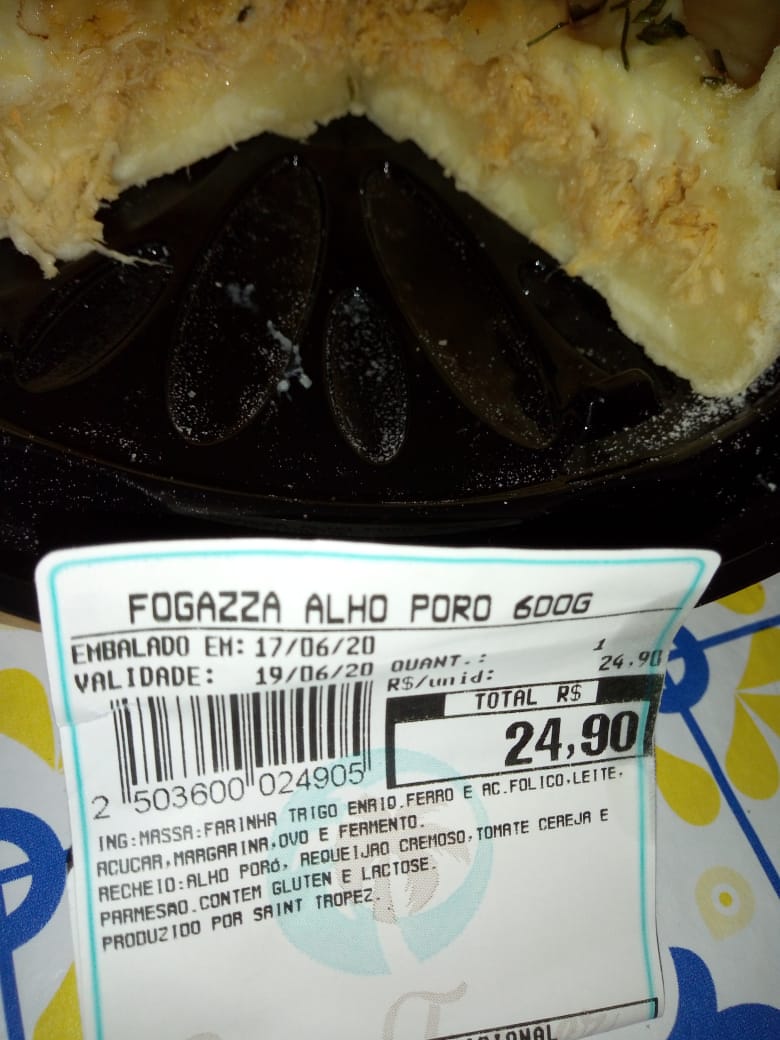 FOGAZZA ALHO PORO 600G
EMBALADO EM: 17/06/20
VALIDADE: 19/06/20
QUANT.: 1
R$/unid: 24,90
TOTAL R$
24,90
2 503600 024905
ING:MASSA:FARINHA TRIGO ENRIO.FERRO E AC.FOLICO.LEITE,
ACUCAR,MARGARINA,OVO E FERMENTO.
RECHEIO:ALHO PORó, REQUEIJAO CREMOSO,TOMATE CEREJA E
PARMESAO.CONTEM GLUTEN E LACTOSE.
PRODUZIDO POR SAINT TROPEZ.